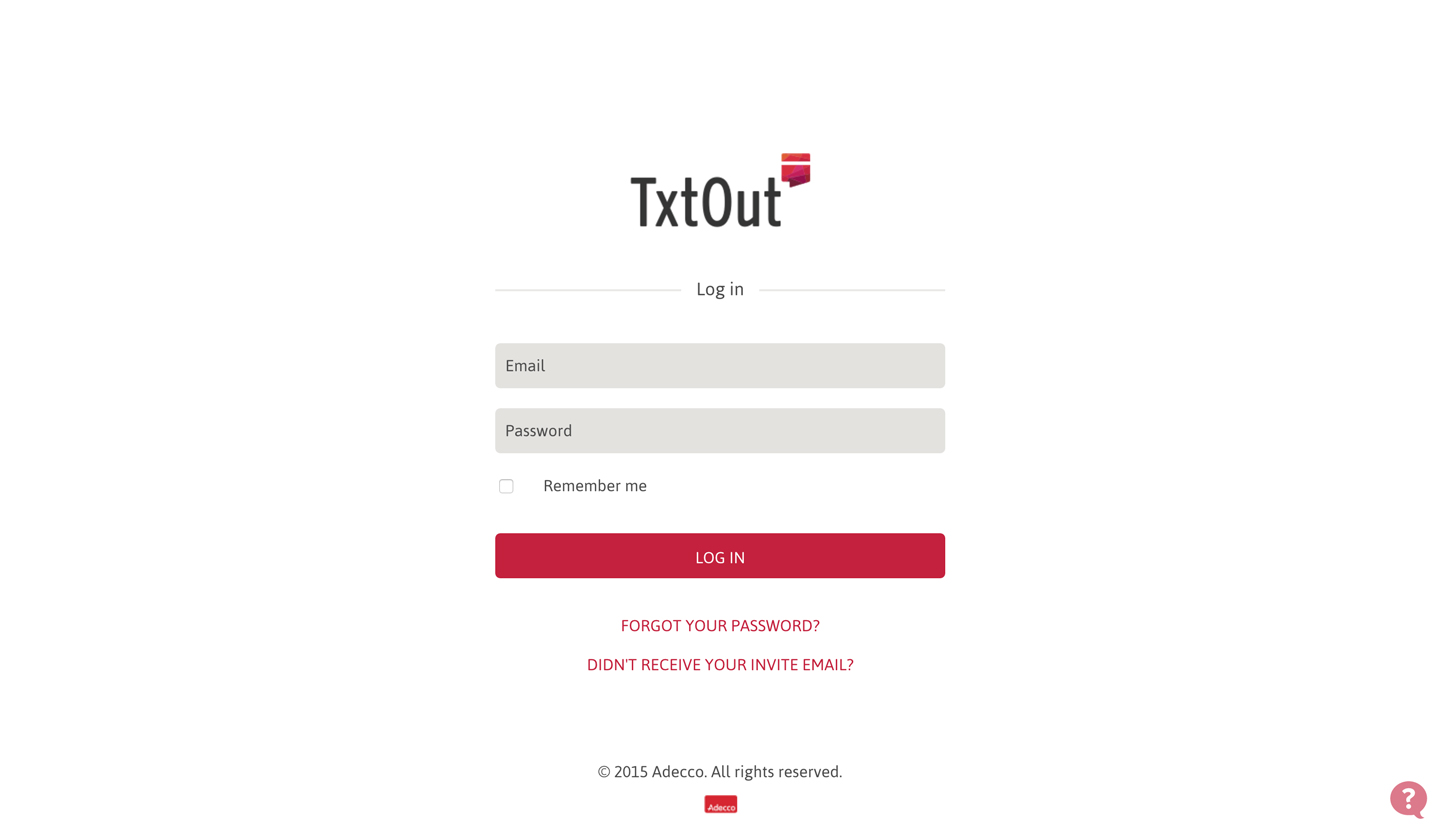 TxtOut
Log in
Email
Password
Remember me
LOG IN
FORGOT YOUR PASSWORD?
DIDN'T RECEIVE YOUR INVITE EMAIL?
© 2015 Adecco. All rights reserved.
Adecco
?